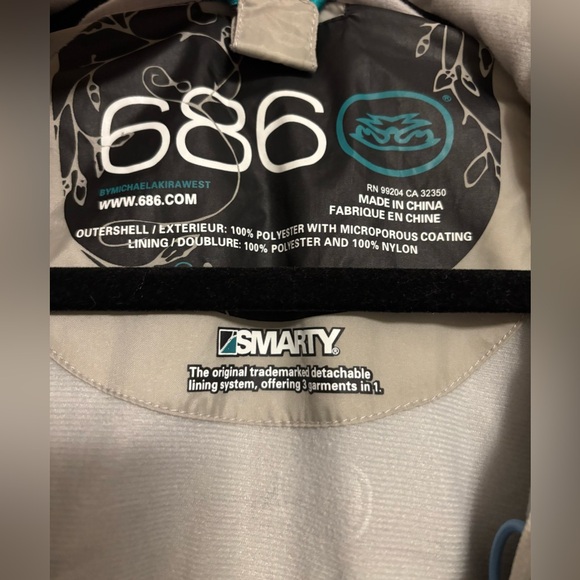 686
BYMICHAELAKIRAWEST
WWW.686.COM
RN 99204 CA 32350
MADE IN CHINA
FABRIQUE EN CHINE
OUTERSHELL / EXTERIEUR: 100% POLYESTER WITH MICROPOROUS COATING
LINING / DOUBLURE: 100% POLYESTER AND 100% NYLON
SMARTY®
The original trademarked detachable
lining system, offering 3 garments in 1.